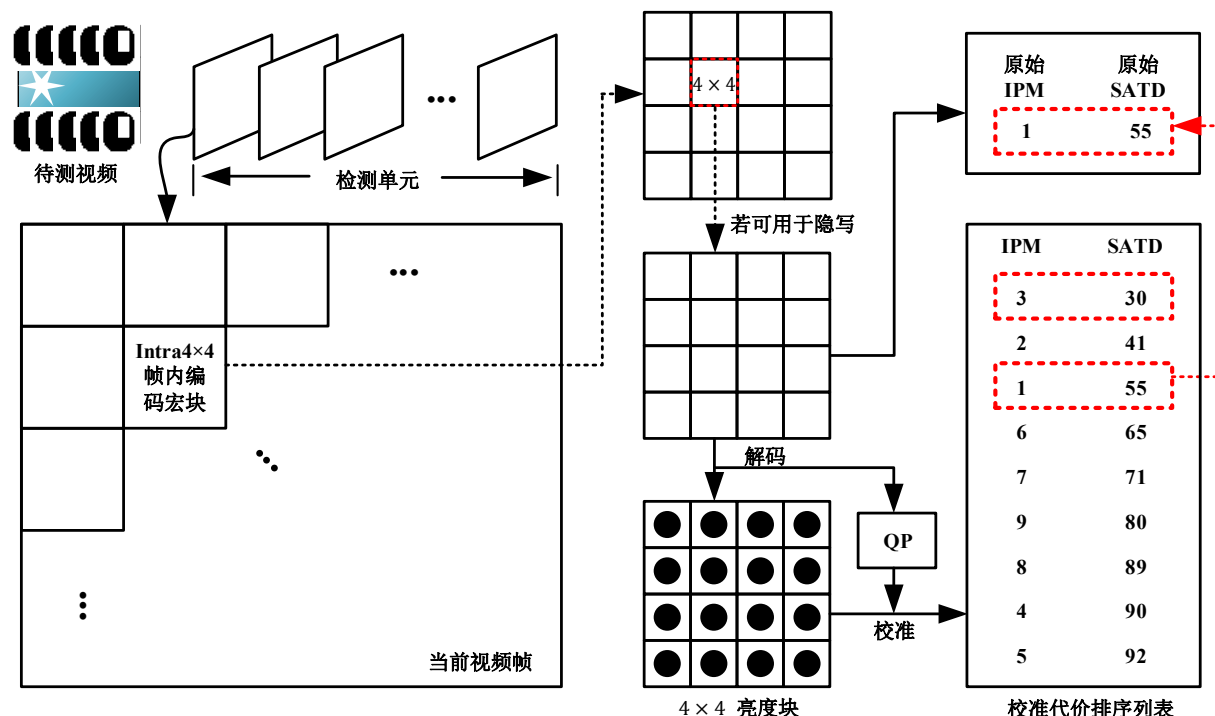 待测视频
检测单元
4 × 4
若可用于隐写
原始 原始
IPM SATD
1 55
Intra4×4
帧内编
码宏块
当前视频帧
解码
QP
校准
4 × 4 亮度块
IPM SATD
3 30
2 41
1 55
6 65
7 71
9 80
8 89
4 90
5 92
校准代价排序列表